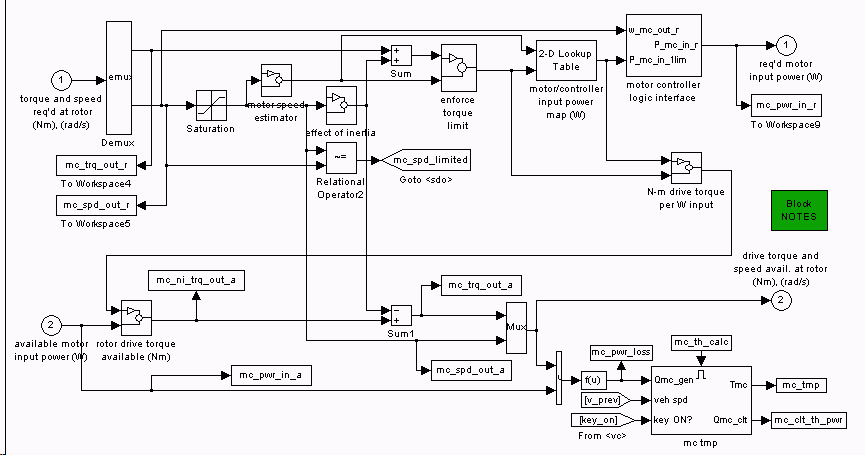 1
torque and speed
req'd at rotor
(Nm), (rad/s)
emux
Demux
mc_trq_out_r
To Workspace4
mc_spd_out_r
To Workspace5
Saturation
motor speed
estimator
effect of inertia
~=
Relational
Operator2
mc_spd_limited
Goto <sdo>
+
+
Sum
enforce
torque
limit
2-D Lookup
Table
motor/controller
input power
map (W)
w_mc_out_r
P_mc_in_r
P_mc_in_1lim
motor controller
logic interface
1
req'd motor
input power (W)
mc_pwr_in_r
To Workspace9
N-m drive torque
per W input
Block
NOTES
drive torque and
speed avail. at rotor
(Nm), (rad/s)
2
mc_ni_trq_out_a
2
available motor
input power (W)
rotor drive torque
available (Nm)
mc_pwr_in_a
−
+
Sum1
mc_trq_out_a
Mux
mc_spd_out_a
f(u)
mc_pwr_loss
[v_prev]
[key_on]
From <vc>
mc_th_calc
Qmc_gen
veh spd
key ON?
Tmc
Qmc_clt
mc tmp
mc_tmp
mc_clt_th_pwr